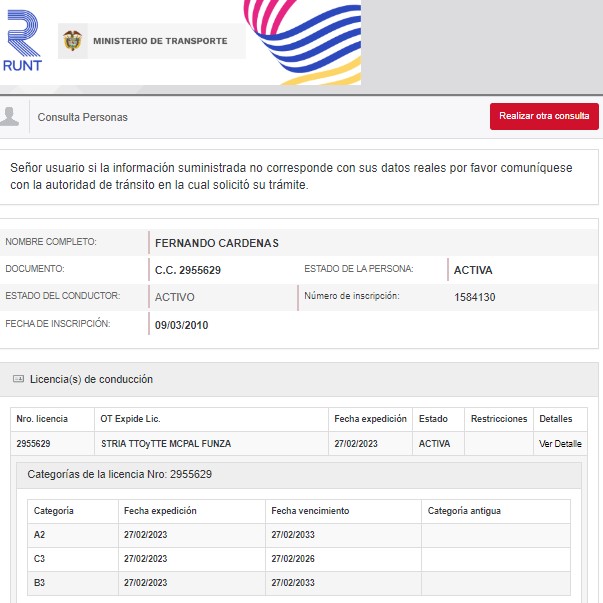 RUNT
MINISTERIO DE TRANSPORTE
Consulta Personas
Realizar otra consulta
Señor usuario si la información suministrada no corresponde con sus datos reales por favor comuníquese
con la autoridad de tránsito en la cual solicitó su trámite.
NOMBRE COMPLETO: FERNANDO CARDENAS
DOCUMENTO: C.C. 2955629 ESTADO DE LA PERSONA: ACTIVA
ESTADO DEL CONDUCTOR: ACTIVO Número de inscripción: 1584130
FECHA DE INSCRIPCIÓN: 09/03/2010
Licencia(s) de conducción
Nro. licencia OT Expide Lic. Fecha expedición Estado Restricciones Detalles
2955629 STRIA TTOyTTE MCPAL FUNZA 27/02/2023 ACTIVA Ver Detalle
Categorías de la licencia Nro: 2955629
Categoría Fecha expedición Fecha vencimiento Categoría antigua
A2 27/02/2023 27/02/2033
C3 27/02/2023 27/02/2026
B3 27/02/2023 27/02/2033